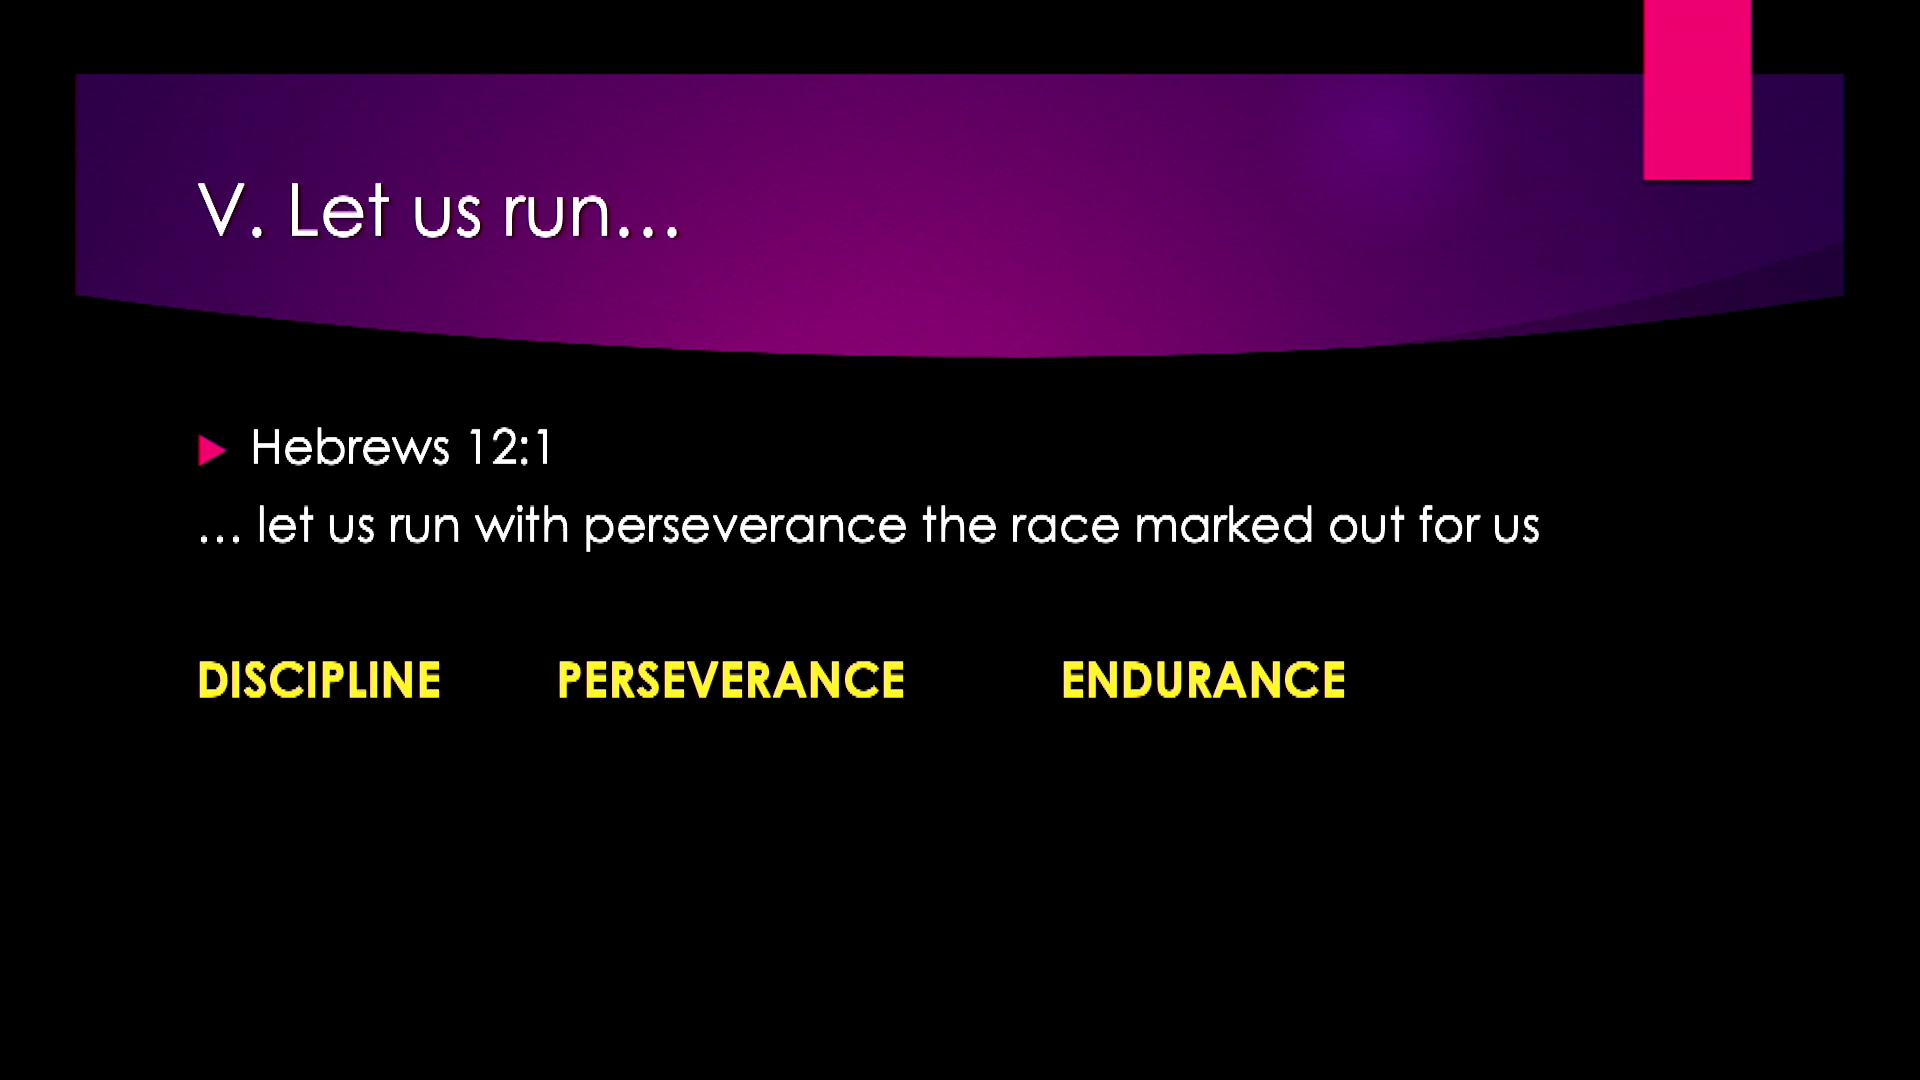 V. Let us run...
Hebrews 12:1
... let us run with perseverance the race marked out for us
DISCIPLINE PERSEVERANCE ENDURANCE